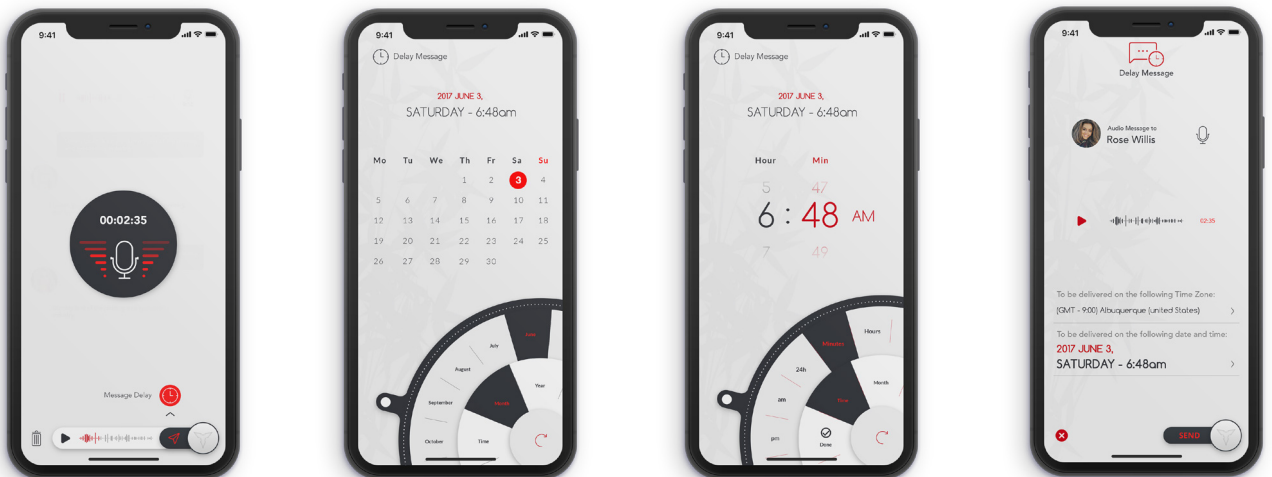 9:41
00:02:35
Message Delay
9:41
Delay Message
2017 JUNE 3,
SATURDAY - 6:48am
Mo Tu We Th Fr Sa Su
1 2 3 4
5 6 7 8 9 10 11
12 13 14 15 16 17 18
19 20 21 22 23 24 25
26 27 28 29 30
June
July
August
September
October
Year
Month
Time
9:41
Delay Message
2017 JUNE 3,
SATURDAY - 6:48am
Hour Min
5 47
6 : 48 AM
7 49
Hours
Minutes
24h
am
pm
Month
Time
Done
9:41
Delay Message
Audio Message to
Rose Willis
02:35
To be delivered on the following Time Zone:
(GMT - 9:00) Albuquerque (united States)
To be delivered on the following date and time:
2017 JUNE 3,
SATURDAY - 6:48am
SEND